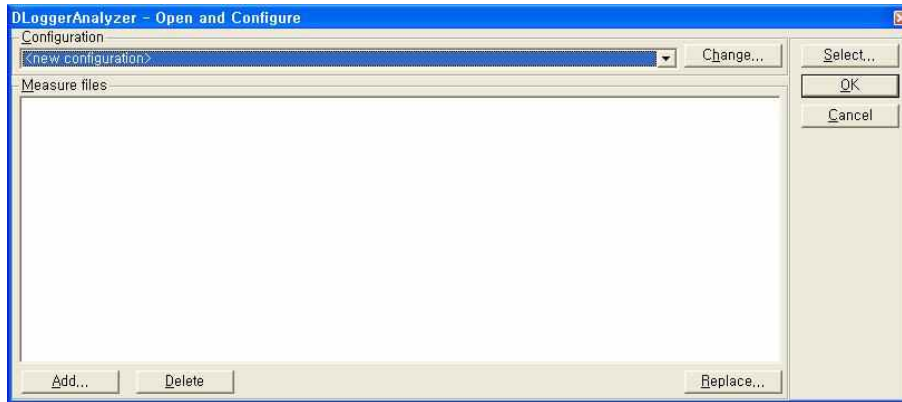 DLoggerAnalyzer - Open and Configure
Configuration
<new configuration>
Change...
Select...
Measure files
OK
Cancel
Add...
Delete
Replace...